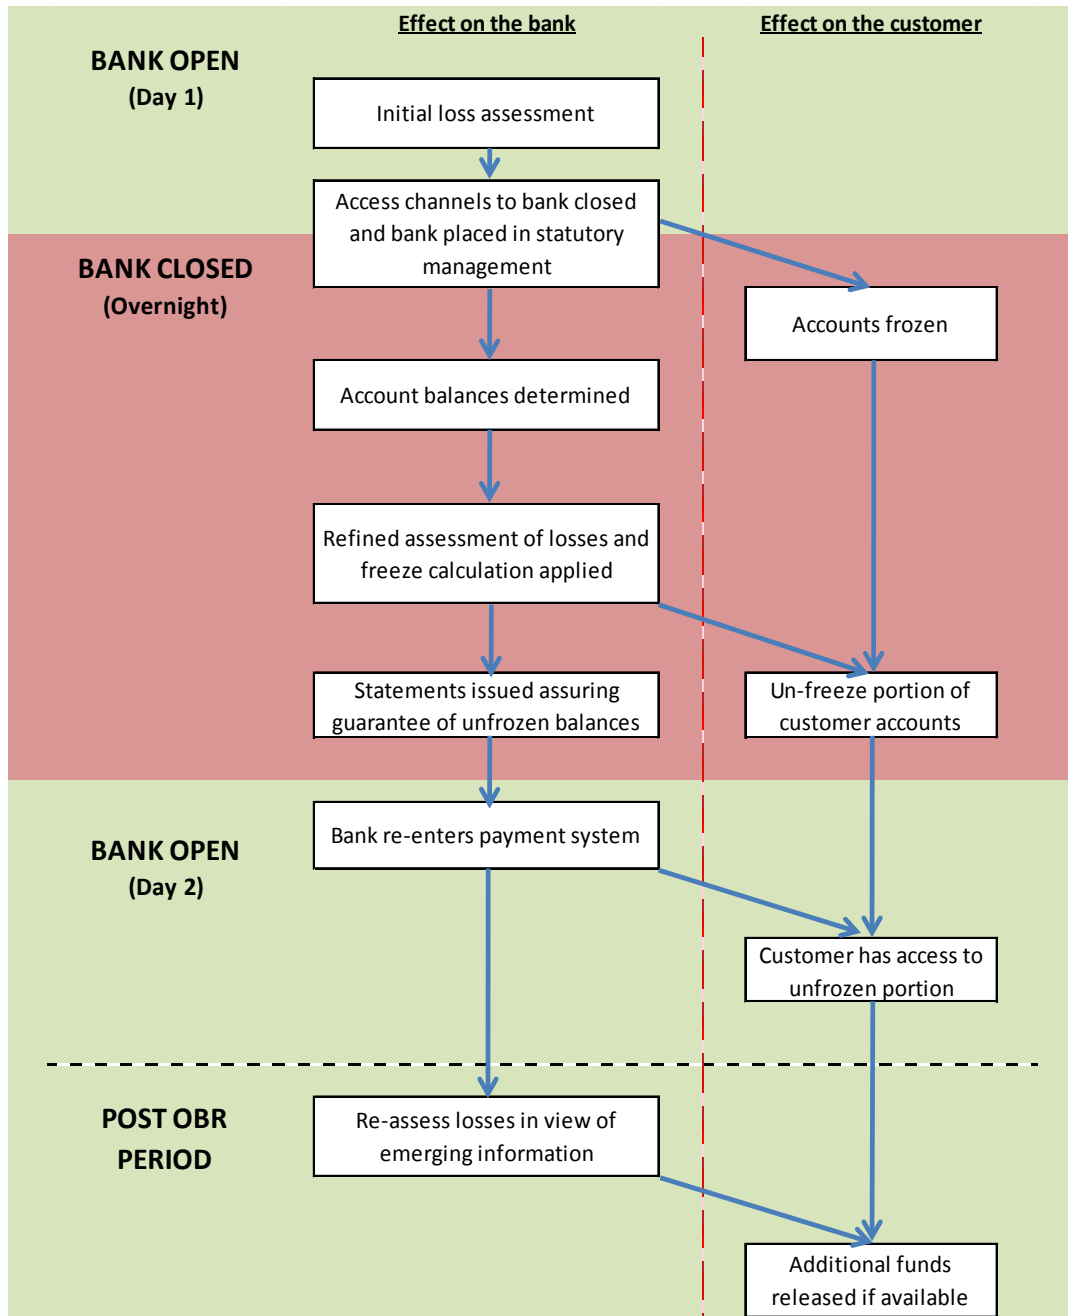 Effect on the bank
Effect on the customer
BANK OPEN
(Day 1)
Initial loss assessment
Access channels to bank closed
and bank placed in statutory
management
BANK CLOSED
(Overnight)
Accounts frozen
Account balances determined
Refined assessment of losses and
freeze calculation applied
Statements issued assuring
guarantee of unfrozen balances
Un-freeze portion of
customer accounts
BANK OPEN
(Day 2)
Bank re-enters payment system
Customer has access to
unfrozen portion
POST OBR
PERIOD
Re-assess losses in view of
emerging information
Additional funds
released if available